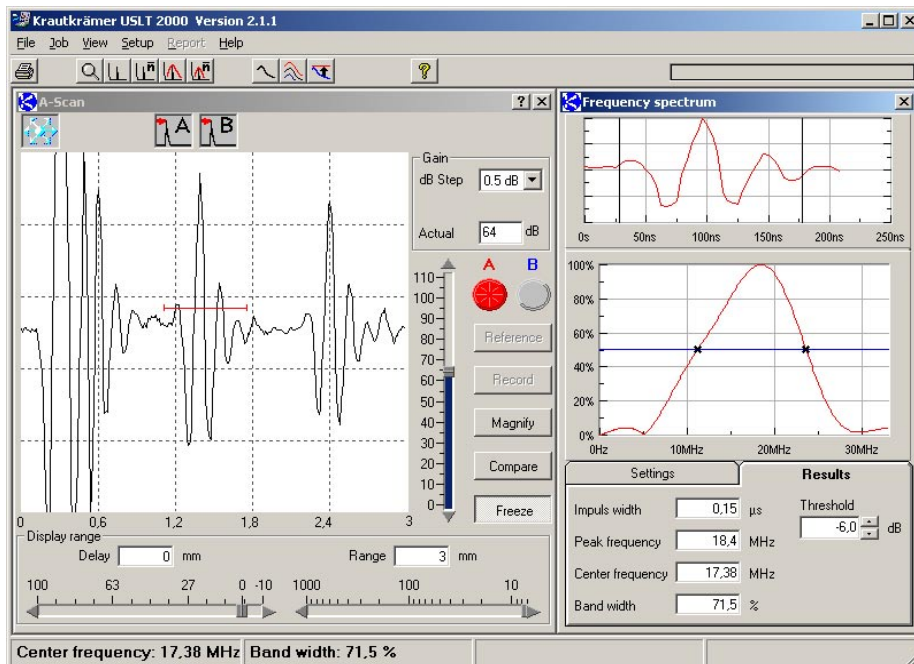 Krautkrämer USLT 2000 Version 2.1.1
File Job View Setup Report Help
A-Scan
A B
Gain
dB Step 0.5 dB
Actual 64 dB
A B
110
100
90
80
70
60
50
40
30
20
10
0
Reference
Record
Magnify
Compare
Freeze
0 0,6 1,2 1,8 2,4 3
Display range
Delay 0 mm
100 63 27 0 -10
Range 3 mm
1000 100 10
Frequency spectrum
0s 50ns 100ns 150ns 200ns 250ns
100%
80%
60%
40%
20%
0%
0Hz 10MHz 20MHz 30MHz
Settings Results
Impuls width 0,15 µs
Peak frequency 18,4 MHz
Center frequency 17,38 MHz
Band width 71,5 %
Threshold
-6,0 dB
Center frequency: 17,38 MHz Band width: 71,5 %